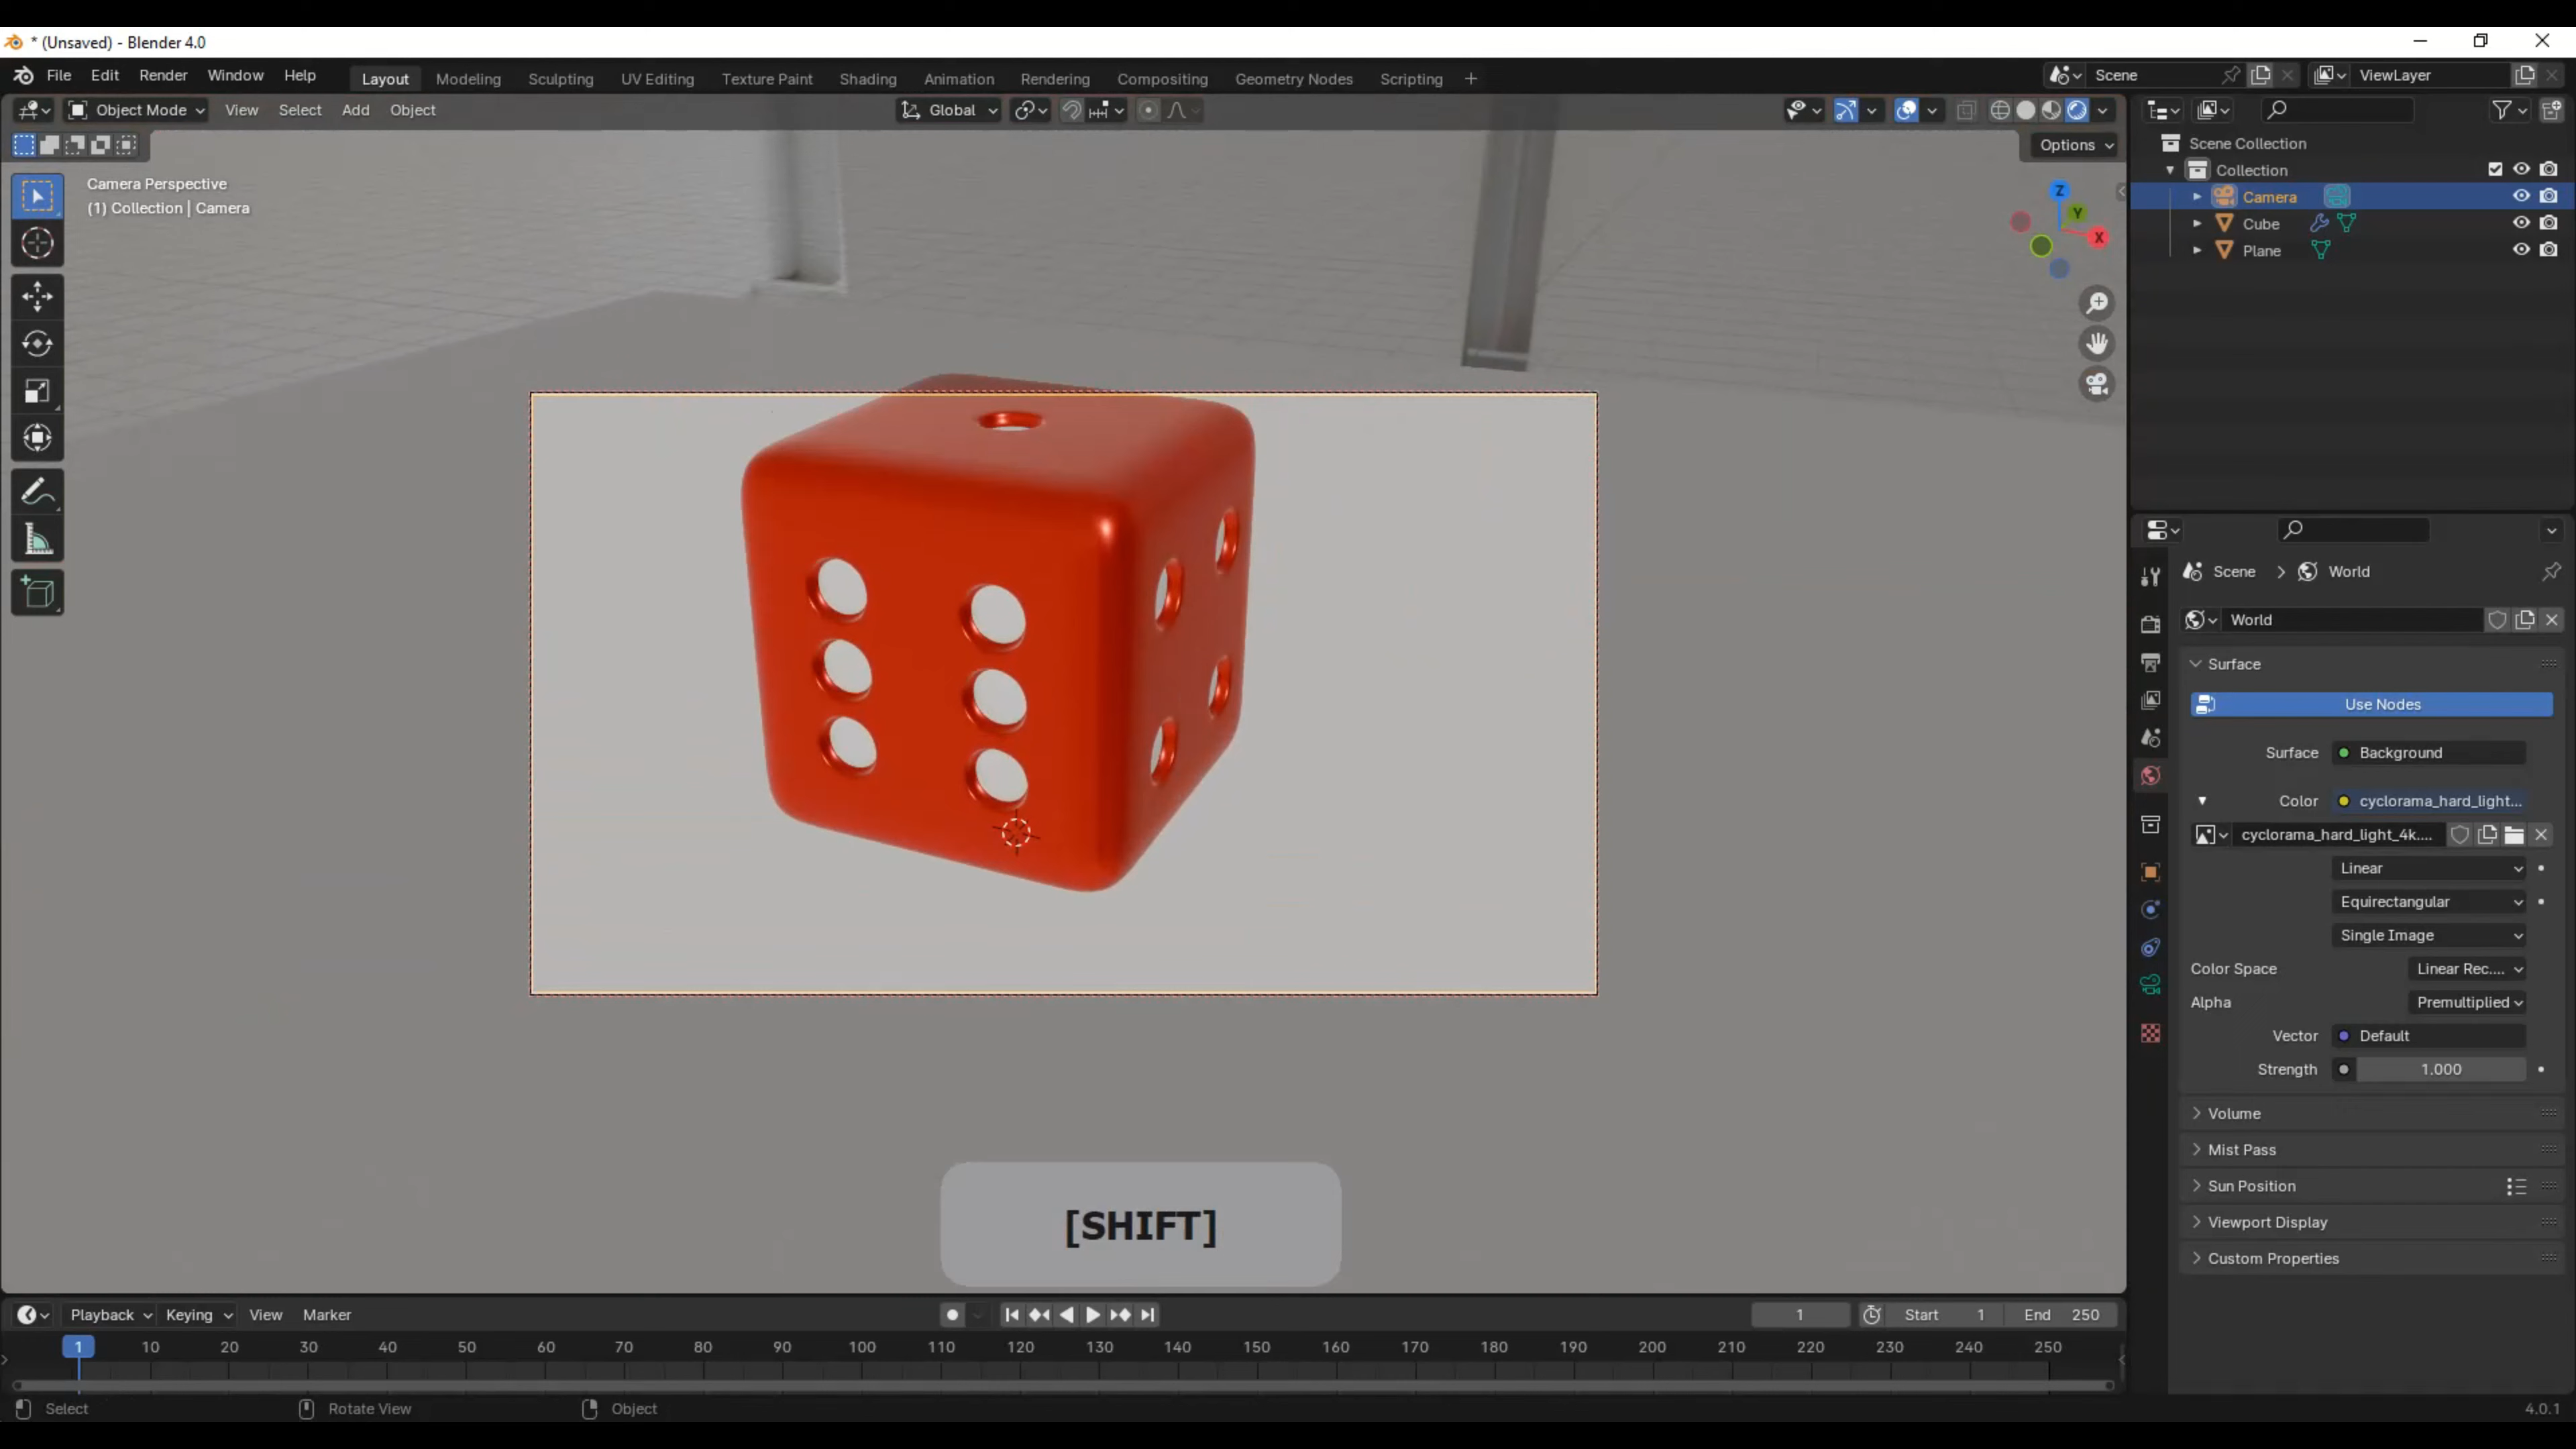 * (Unsaved) - Blender 4.0
File Edit Render Window Help Layout Modeling Sculpting UV Editing Texture Paint Shading Animation Rendering Compositing Geometry Nodes Scripting + Scene ViewLayer
Object Mode View Select Add Object Global
Options
Camera Perspective
(1) Collection | Camera
Z
Y
X
[SHIFT]
Scene Collection
Collection
Camera
Cube
Plane
Scene > World
World
Surface
Use Nodes
Surface Background
Color cyclorama_hard_light...
cyclorama_hard_light_4k....
Linear
Equirectangular
Single Image
Color Space Linear Rec....
Alpha Premultiplied
Vector Default
Strength 1.000
Volume
Mist Pass
Sun Position
Viewport Display
Custom Properties
Playback Keying View Marker 1 Start 1 End 250
1 10 20 30 40 50 60 70 80 90 100 110 120 130 140 150 160 170 180 190 200 210 220 230 240 250
Select Rotate View Object 4.0.1